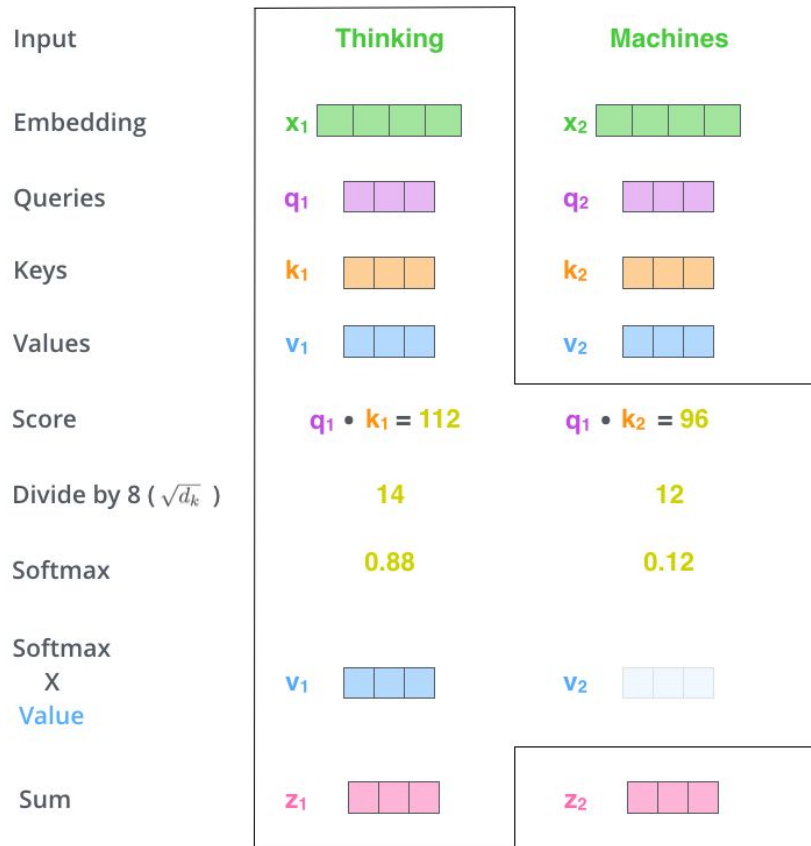 Input Thinking Machines
Embedding x₁ x₂
Queries q₁ q₂
Keys k₁ k₂
Values v₁ v₂
Score q₁ • k₁ = 112 q₁ • k₂ = 96
Divide by 8 ( √dₖ ) 14 12
Softmax 0.88 0.12
Softmax
X
Value v₁ v₂
Sum z₁ z₂